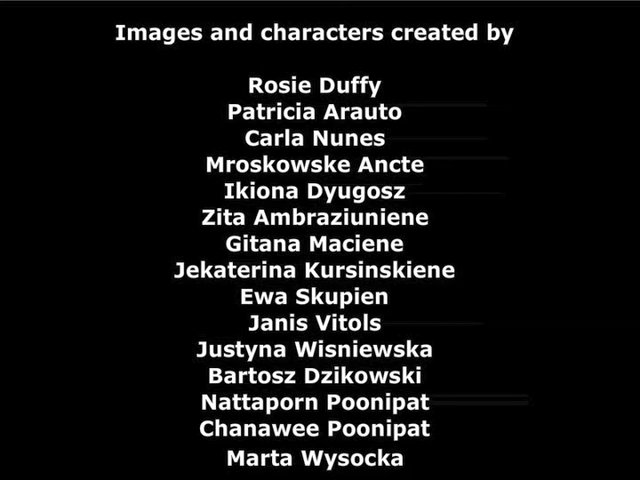 Images and characters created by
Rosie Duffy
Patricia Arauto
Carla Nunes
Mroskowske Ancte
Ikiona Dyugosz
Zita Ambraziuniene
Gitana Maciene
Jekaterina Kursinskiene
Ewa Skupien
Janis Vitols
Justyna Wisniewska
Bartosz Dzikowski
Nattaporn Poonipat
Chanawee Poonipat
Marta Wysocka